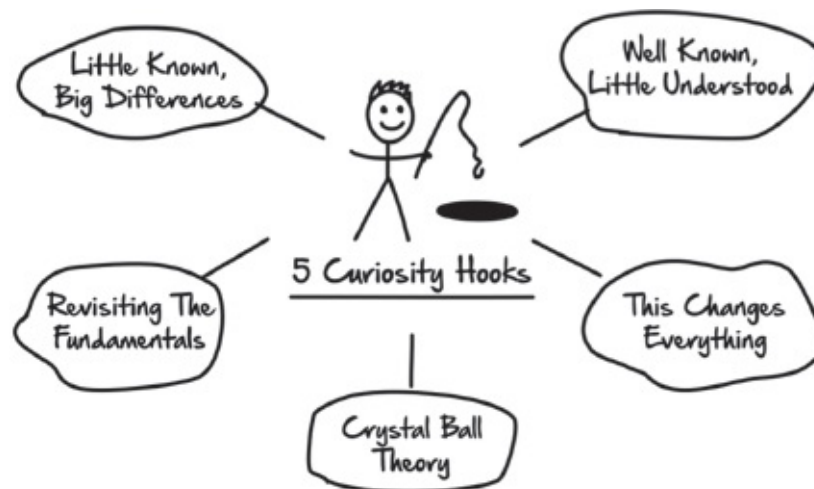 Little Known,
Big Differences
Well Known,
Little Understood
5 Curiosity Hooks
Revisiting The
Fundamentals
This Changes
Everything
Crystal Ball
Theory